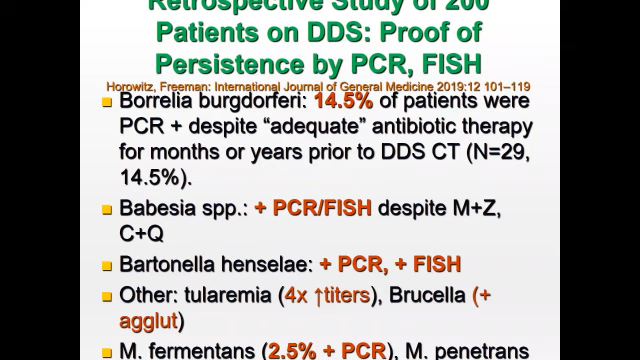 Retrospective Study of 200
Patients on DDS: Proof of
Persistence by PCR, FISH
Horowitz, Freeman: International Journal of General Medicine 2019:12 101–119
Borrelia burgdorferi: 14.5% of patients were
PCR + despite “adequate” antibiotic therapy
for months or years prior to DDS CT (N=29,
14.5%).
Babesia spp.: + PCR/FISH despite M+Z,
C+Q
Bartonella henselae: + PCR, + FISH
Other: tularemia (4x ↑titers), Brucella (+
agglut)
M. fermentans (2.5% + PCR), M. penetrans